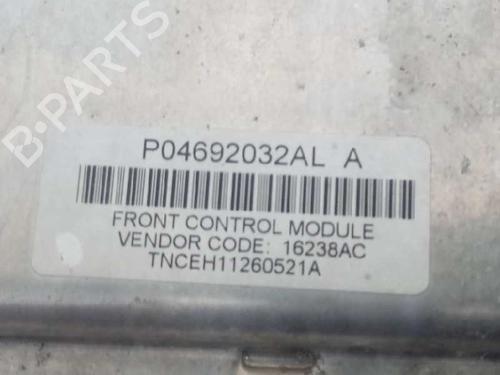 B-PARTS
P04692032AL A
FRONT CONTROL MODULE
VENDOR CODE: 16238AC
TNCEH11260521A